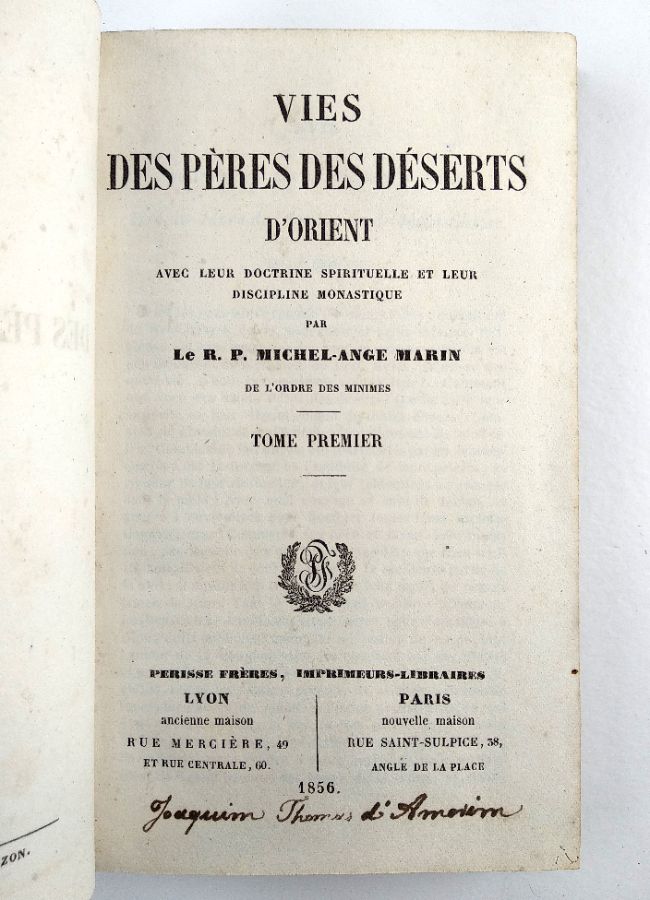 VIES
DES PÈRES DES DÉSERTS
D'ORIENT
AVEC LEUR DOCTRINE SPIRITUELLE ET LEUR
DISCIPLINE MONASTIQUE
PAR
Le R. P. MICHEL-ANGE MARIN
DE L'ORDRE DES MINIMES
TOME PREMIER
PERISSE FRÈRES, IMPRIMEURS-LIBRAIRES
LYON
ancienne maison
RUE MERCIÈRE, 49
ET RUE CENTRALE, 60.
PARIS
nouvelle maison
RUE SAINT-SULPICE, 38,
ANGLE DE LA PLACE
1856.
Joaquim Thomas d'Amorim
ZON.